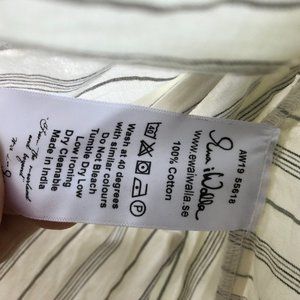 AW19 55618
Ewa i Walla
www.ewaiwalla.se
100% Cotton
Wash at 40 degrees
with similar colours
Do not Bleach
Tumble Dry Low
Low Iron
Dry Cleanable
Made in India